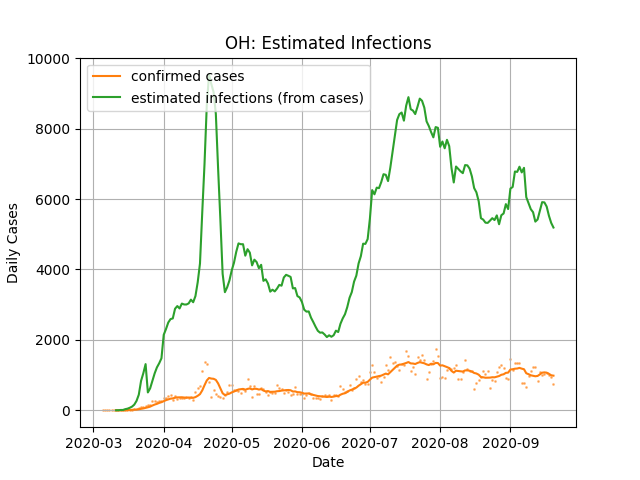 OH: Estimated Infections
confirmed cases
estimated infections (from cases)
Daily Cases
10000
8000
6000
4000
2000
0
2020-03 2020-04 2020-05 2020-06 2020-07 2020-08 2020-09
Date